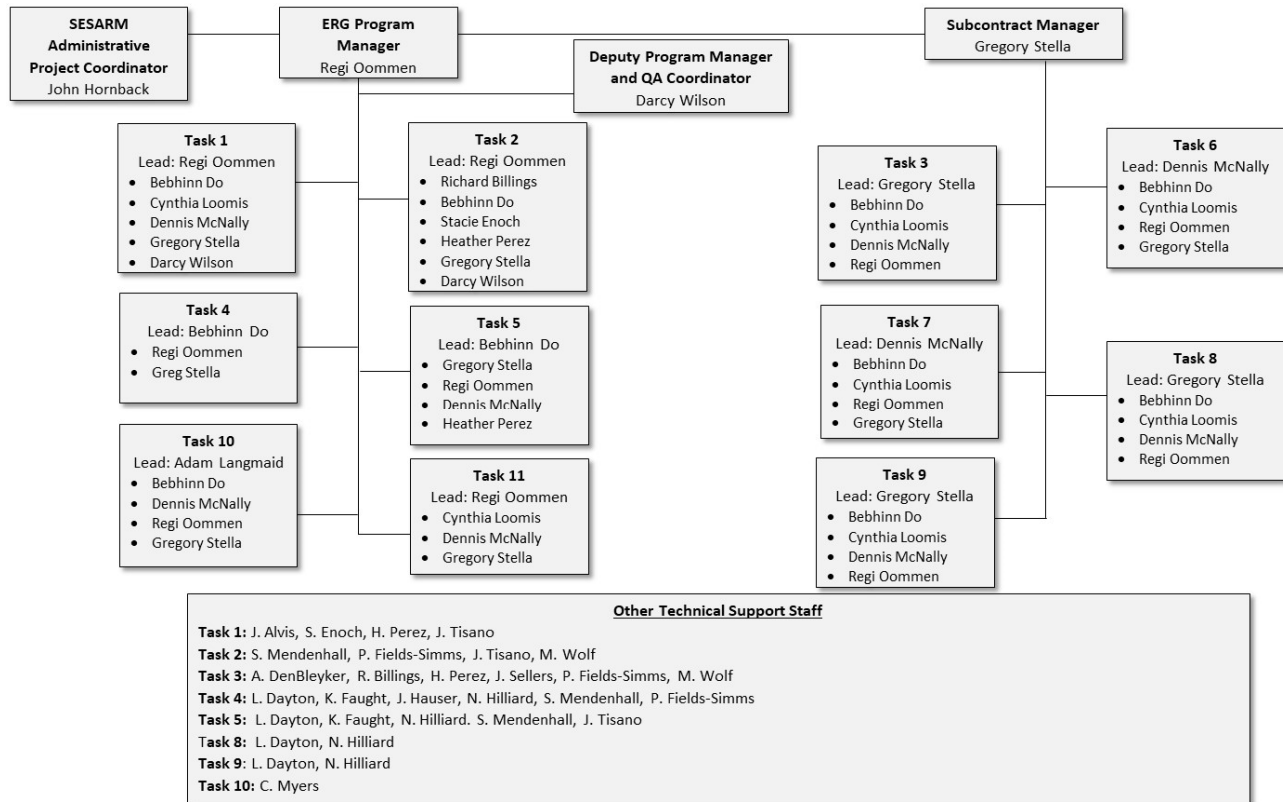 SESARM
Administrative
Project Coordinator
John Hornback
ERG Program
Manager
Regi Oommen
Deputy Program Manager
and QA Coordinator
Darcy Wilson
Subcontract Manager
Gregory Stella
Task 1
Lead: Regi Oommen
• Bebhinn Do
• Cynthia Loomis
• Dennis McNally
• Gregory Stella
• Darcy Wilson
Task 2
Lead: Regi Oommen
• Richard Billings
• Bebhinn Do
• Stacie Enoch
• Heather Perez
• Gregory Stella
• Darcy Wilson
Task 3
Lead: Gregory Stella
• Bebhinn Do
• Cynthia Loomis
• Dennis McNally
• Regi Oommen
Task 6
Lead: Dennis McNally
• Bebhinn Do
• Cynthia Loomis
• Regi Oommen
• Gregory Stella
Task 4
Lead: Bebhinn Do
• Regi Oommen
• Greg Stella
Task 5
Lead: Bebhinn Do
• Gregory Stella
• Regi Oommen
• Dennis McNally
• Heather Perez
Task 7
Lead: Dennis McNally
• Bebhinn Do
• Cynthia Loomis
• Regi Oommen
• Gregory Stella
Task 8
Lead: Gregory Stella
• Bebhinn Do
• Cynthia Loomis
• Dennis McNally
• Regi Oommen
Task 10
Lead: Adam Langmaid
• Bebhinn Do
• Dennis McNally
• Regi Oommen
• Gregory Stella
Task 11
Lead: Regi Oommen
• Cynthia Loomis
• Dennis McNally
• Gregory Stella
Task 9
Lead: Gregory Stella
• Bebhinn Do
• Cynthia Loomis
• Dennis McNally
• Regi Oommen
Other Technical Support Staff
Task 1: J. Alvis, S. Enoch, H. Perez, J. Tisano
Task 2: S. Mendenhall, P. Fields-Simms, J. Tisano, M. Wolf
Task 3: A. DenBleyker, R. Billings, H. Perez, J. Sellers, P. Fields-Simms, M. Wolf
Task 4: L. Dayton, K. Faught, J. Hauser, N. Hilliard, S. Mendenhall, P. Fields-Simms
Task 5: L. Dayton, K. Faught, N. Hilliard. S. Mendenhall, J. Tisano
Task 8: L. Dayton, N. Hilliard
Task 9: L. Dayton, N. Hilliard
Task 10: C. Myers